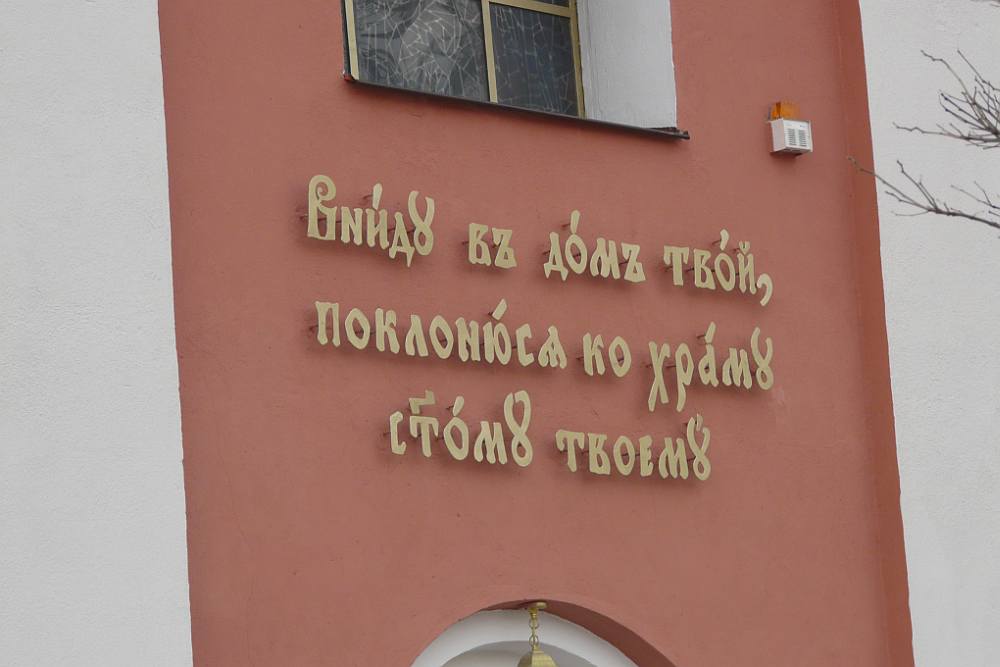 Вни́дꙋ въ до́мъ тво́й,
поклоню́сѧ ко хра́мꙋ
ст҃о́мꙋ твоемꙋ̀